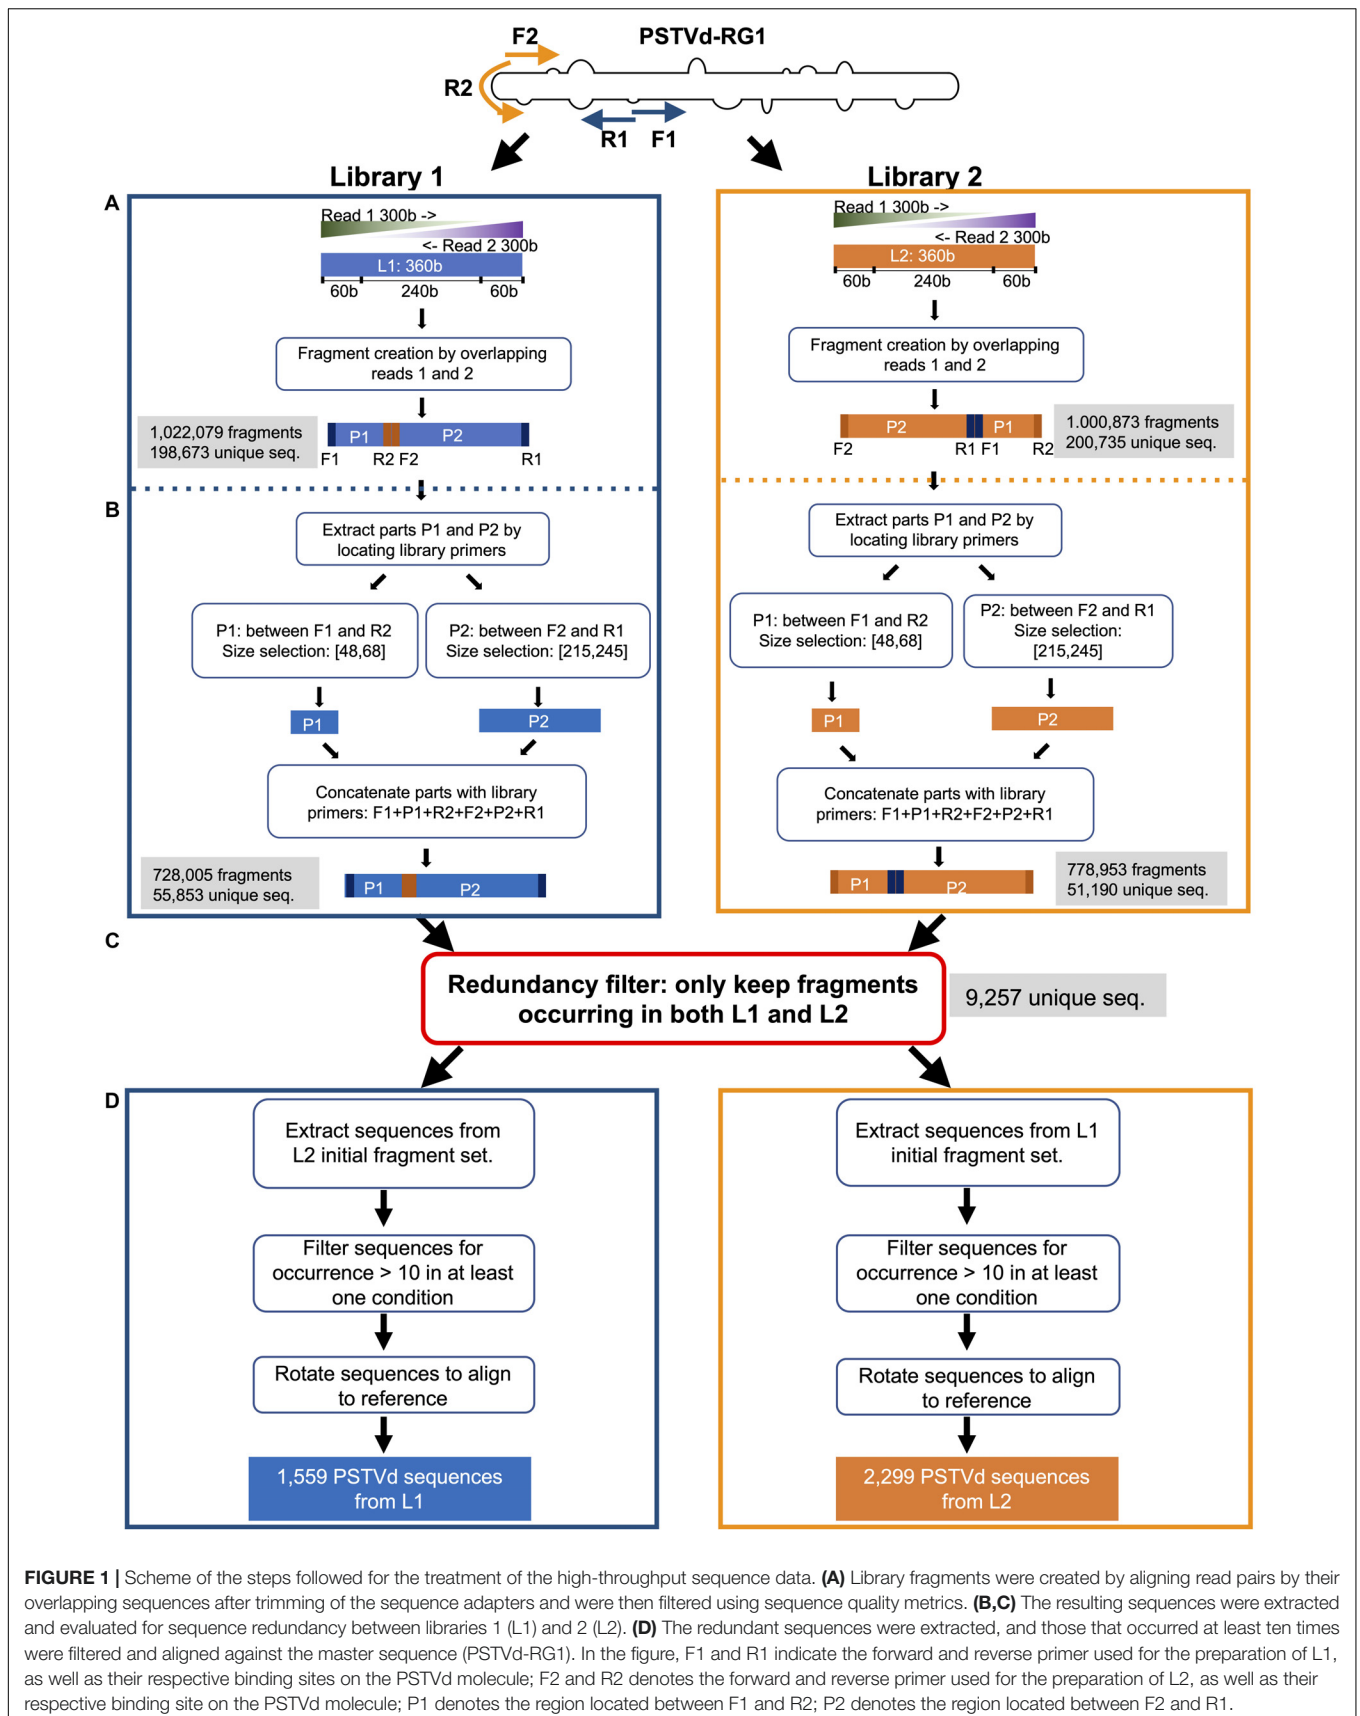 F2
PSTVd-RG1
R2
R1
F1
Library 1
Library 2
A
Read 1 300b ->
<- Read 2 300b
L1: 360b
60b
240b
60b
Fragment creation by overlapping
reads 1 and 2
1,022,079 fragments
198,673 unique seq.
P1
P2
F1
R2
F2
R1
Read 1 300b ->
<- Read 2 300b
L2: 360b
60b
240b
60b
Fragment creation by overlapping
reads 1 and 2
P2
P1
F2
R1
F1
R2
1.000,873 fragments
200,735 unique seq.
B
Extract parts P1 and P2 by
locating library primers
P1: between F1 and R2
Size selection: [48,68]
P2: between F2 and R1
Size selection: [215,245]
P1
P2
Concatenate parts with library
primers: F1+P1+R2+F2+P2+R1
728,005 fragments
55,853 unique seq.
P1
P2
Extract parts P1 and P2 by
locating library primers
P1: between F1 and R2
Size selection: [48,68]
P2: between F2 and R1
Size selection:
[215,245]
P1
P2
Concatenate parts with library
primers: F1+P1+R2+F2+P2+R1
P1
P2
778,953 fragments
51,190 unique seq.
C
Redundancy filter: only keep fragments
occurring in both L1 and L2
9,257 unique seq.
D
Extract sequences from
L2 initial fragment set.
Filter sequences for
occurrence > 10 in at least
one condition
Rotate sequences to align
to reference
1,559 PSTVd sequences
from L1
Extract sequences from L1
initial fragment set.
Filter sequences for
occurrence > 10 in at least
one condition
Rotate sequences to align
to reference
2,299 PSTVd sequences
from L2
FIGURE 1 | Scheme of the steps followed for the treatment of the high-throughput sequence data. (A) Library fragments were created by aligning read pairs by their
overlapping sequences after trimming of the sequence adapters and were then filtered using sequence quality metrics. (B,C) The resulting sequences were extracted
and evaluated for sequence redundancy between libraries 1 (L1) and 2 (L2). (D) The redundant sequences were extracted, and those that occurred at least ten times
were filtered and aligned against the master sequence (PSTVd-RG1). In the figure, F1 and R1 indicate the forward and reverse primer used for the preparation of L1,
as well as their respective binding sites on the PSTVd molecule; F2 and R2 denotes the forward and reverse primer used for the preparation of L2, as well as their
respective binding site on the PSTVd molecule; P1 denotes the region located between F1 and R2; P2 denotes the region located between F2 and R1.